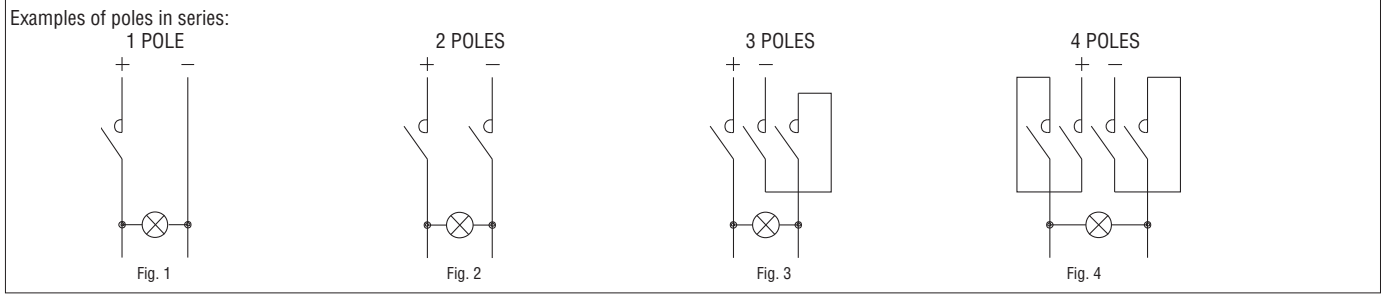 Examples of poles in series:
1 POLE 2 POLES 3 POLES 4 POLES
+ − + − + − + −
Fig. 1 Fig. 2 Fig. 3 Fig. 4